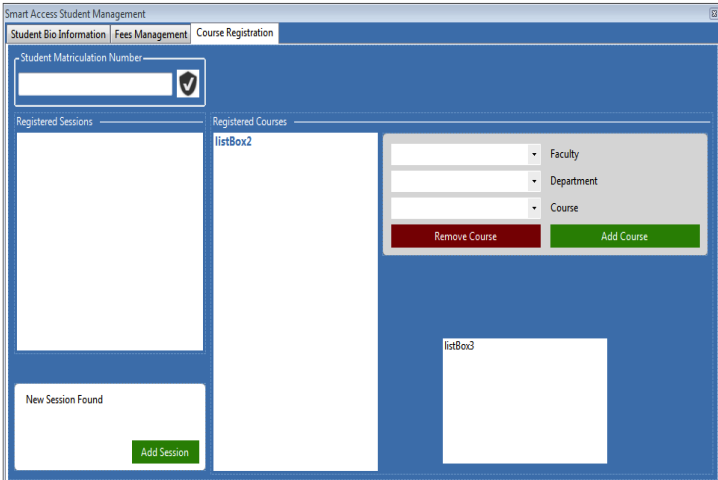 Smart Access Student Management
Student Bio Information Fees Management Course Registration
Student Matriculation Number
Registered Sessions
Registered Courses
listBox2
Faculty
Department
Course
Remove Course Add Course
listBox3
New Session Found
Add Session